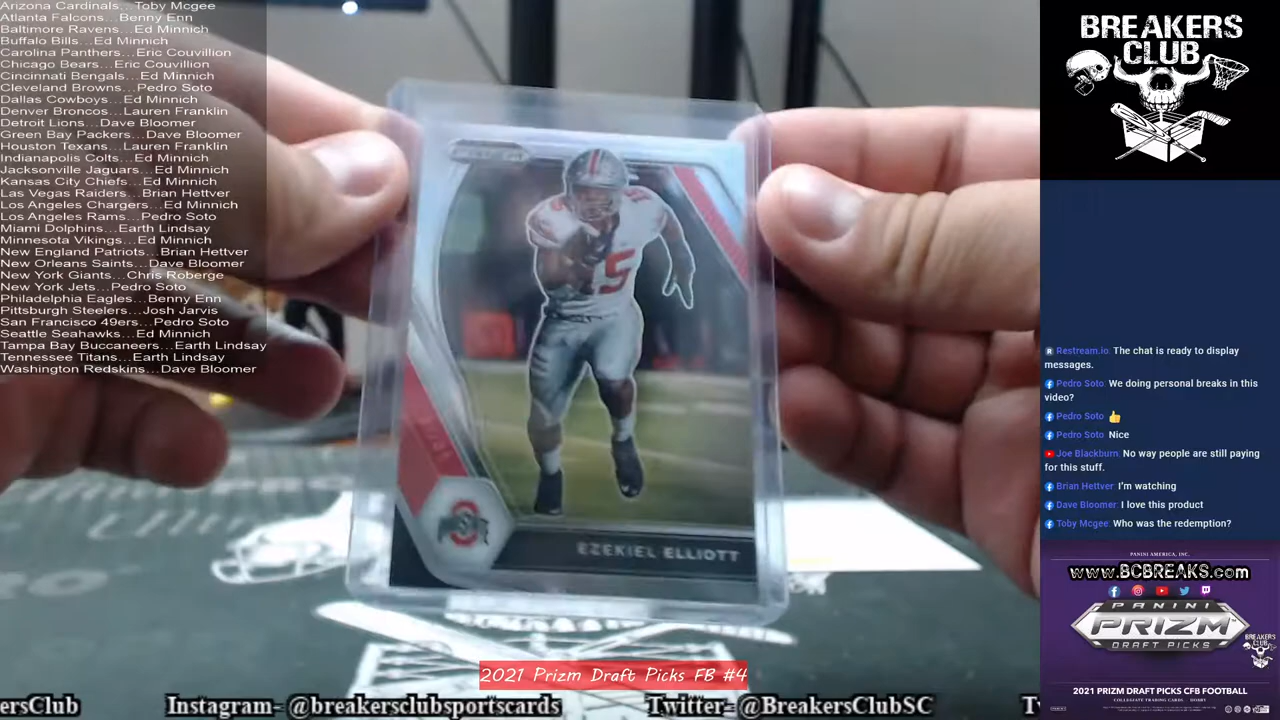 Arizona Cardinals...Toby Mcgee
Atlanta Falcons...Benny Enn
Baltimore Ravens...Ed Minnich
Buffalo Bills...Ed Minnich
Carolina Panthers...Eric Couvillion
Chicago Bears...Eric Couvillion
Cincinnati Bengals...Ed Minnich
Cleveland Browns...Pedro Soto
Dallas Cowboys...Ed Minnich
Denver Broncos...Lauren Franklin
Detroit Lions...Dave Bloomer
Green Bay Packers...Dave Bloomer
Houston Texans...Lauren Franklin
Indianapolis Colts...Ed Minnich
Jacksonville Jaguars...Ed Minnich
Kansas City Chiefs...Ed Minnich
Las Vegas Raiders...Brian Hettver
Los Angeles Chargers...Ed Minnich
Los Angeles Rams...Pedro Soto
Miami Dolphins...Earth Lindsay
Minnesota Vikings...Ed Minnich
New England Patriots...Brian Hettver
New Orleans Saints...Dave Bloomer
New York Giants...Chris Roberge
New York Jets...Pedro Soto
Philadelphia Eagles...Benny Enn
Pittsburgh Steelers...Josh Jarvis
San Francisco 49ers...Pedro Soto
Seattle Seahawks...Ed Minnich
Tampa Bay Buccaneers...Earth Lindsay
Tennessee Titans...Earth Lindsay
Washington Redskins...Dave Bloomer
15
EZEKIEL ELLIOTT
2021 Prizm Draft Picks FB #4
ersClub Instagram- @breakersclub cards Twitter- @BreakersClubSC
BREAKERS
CLUB
Restream.io: The chat is ready to display
messages.
Pedro Soto: We doing personal breaks in this
video?
Pedro Soto: 👍
Pedro Soto: Nice
Joe Blackburn: No way people are still paying
for this stuff.
Brian Hettver: I'm watching
Dave Bloomer: I love this product
Toby Mcgee: Who was the redemption?
PANINI AMERICA, INC.
www.BCBREAKS.com
PANINI
PRIZM
DRAFT PICKS
BREAKERS
CLUB
2021 PRIZM DRAFT PICKS CFB FOOTBALL
COLLEGIATE TRADING CARDS - HOBBY